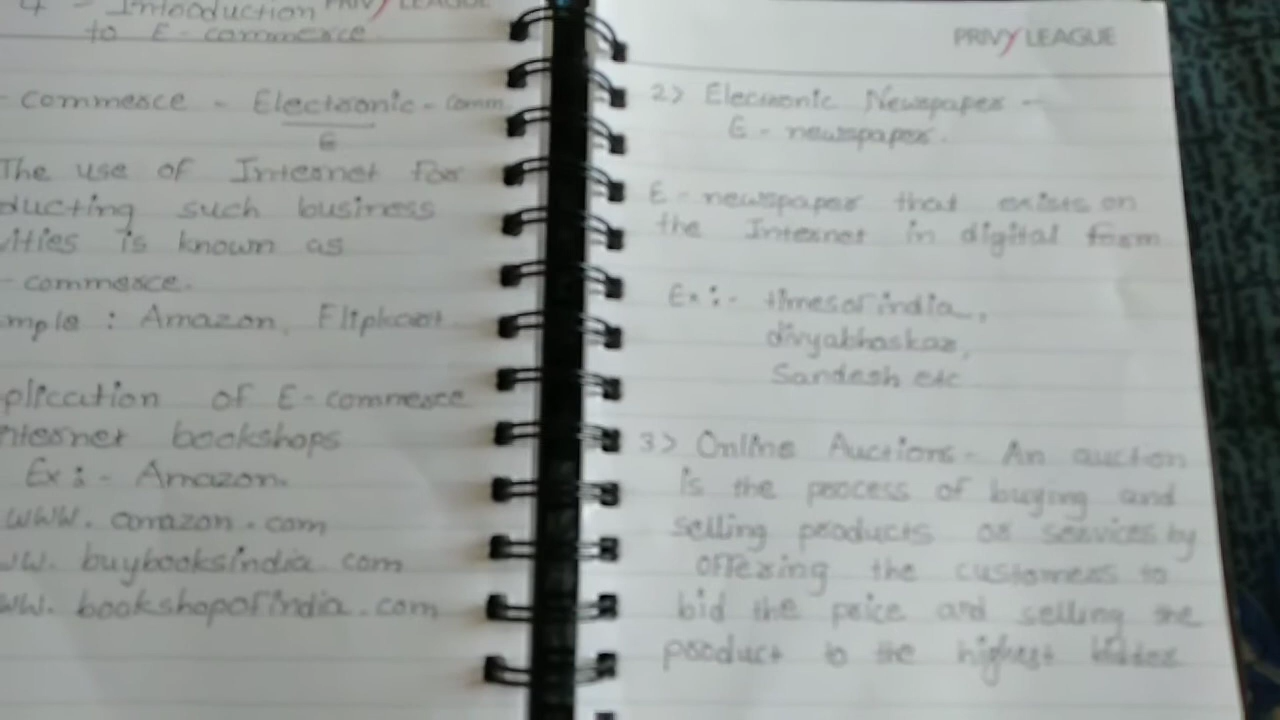 4 - Introduction
to E-commerce
PRIVY LEAGUE
commerce - Electronic - comm
E
The use of Internet for
ducting such business
vities is known as
- commerce.
mple : Amazon, Flipkart
plication of E-commerce
nternet bookshops
Ex :- Amazon.
www. amazon.com
ww. buybooksindia com
ww. bookshopofindia.com
PRIVY LEAGUE
2> Electronic Newspaper -
E - newspaper.
E - newspaper that exists on
the Internet in digital form
Ex :- timesofindia,
divyabhaskar,
Sandesh etc
3> Online Auctions - An auction
is the process of buying and
selling products or services by
offering the customers to
bid the price and selling the
product to the highest bidder